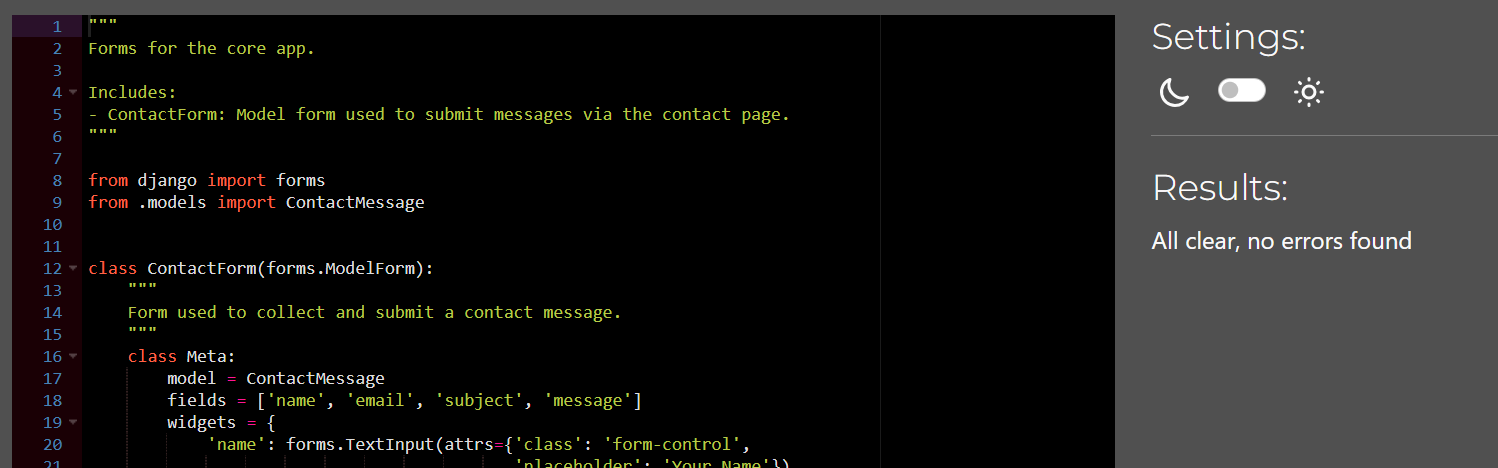 1 """
2 Forms for the core app.
3
4 Includes:
5 - ContactForm: Model form used to submit messages via the contact page.
6 """
7
8 from django import forms
9 from .models import ContactMessage
10
11
12 class ContactForm(forms.ModelForm):
13     """
14     Form used to collect and submit a contact message.
15     """
16     class Meta:
17         model = ContactMessage
18         fields = ['name', 'email', 'subject', 'message']
19         widgets = {
20             'name': forms.TextInput(attrs={'class': 'form-control',
21                                            'placeholder': 'Your Name'})
Settings:
Results:
All clear, no errors found